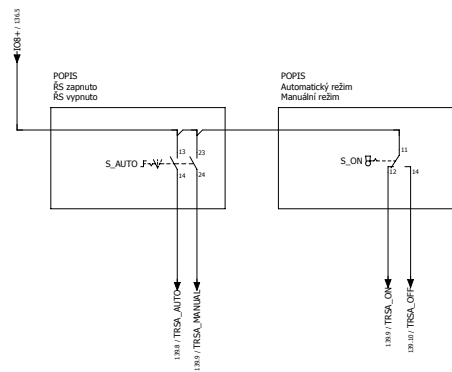 -IO8+ / 136.5
POPIS
ŘS zapnuto
ŘS vypnuto
POPIS
Automatický režim
Manuální režim
S_AUTO
13
14
23
24
S_ON
11
12
14
139.8 / TRSA_AUTO
139.9 / TRSA_MANUAL
139.9 / TRSA_ON
139.10 / TRSA_OFF